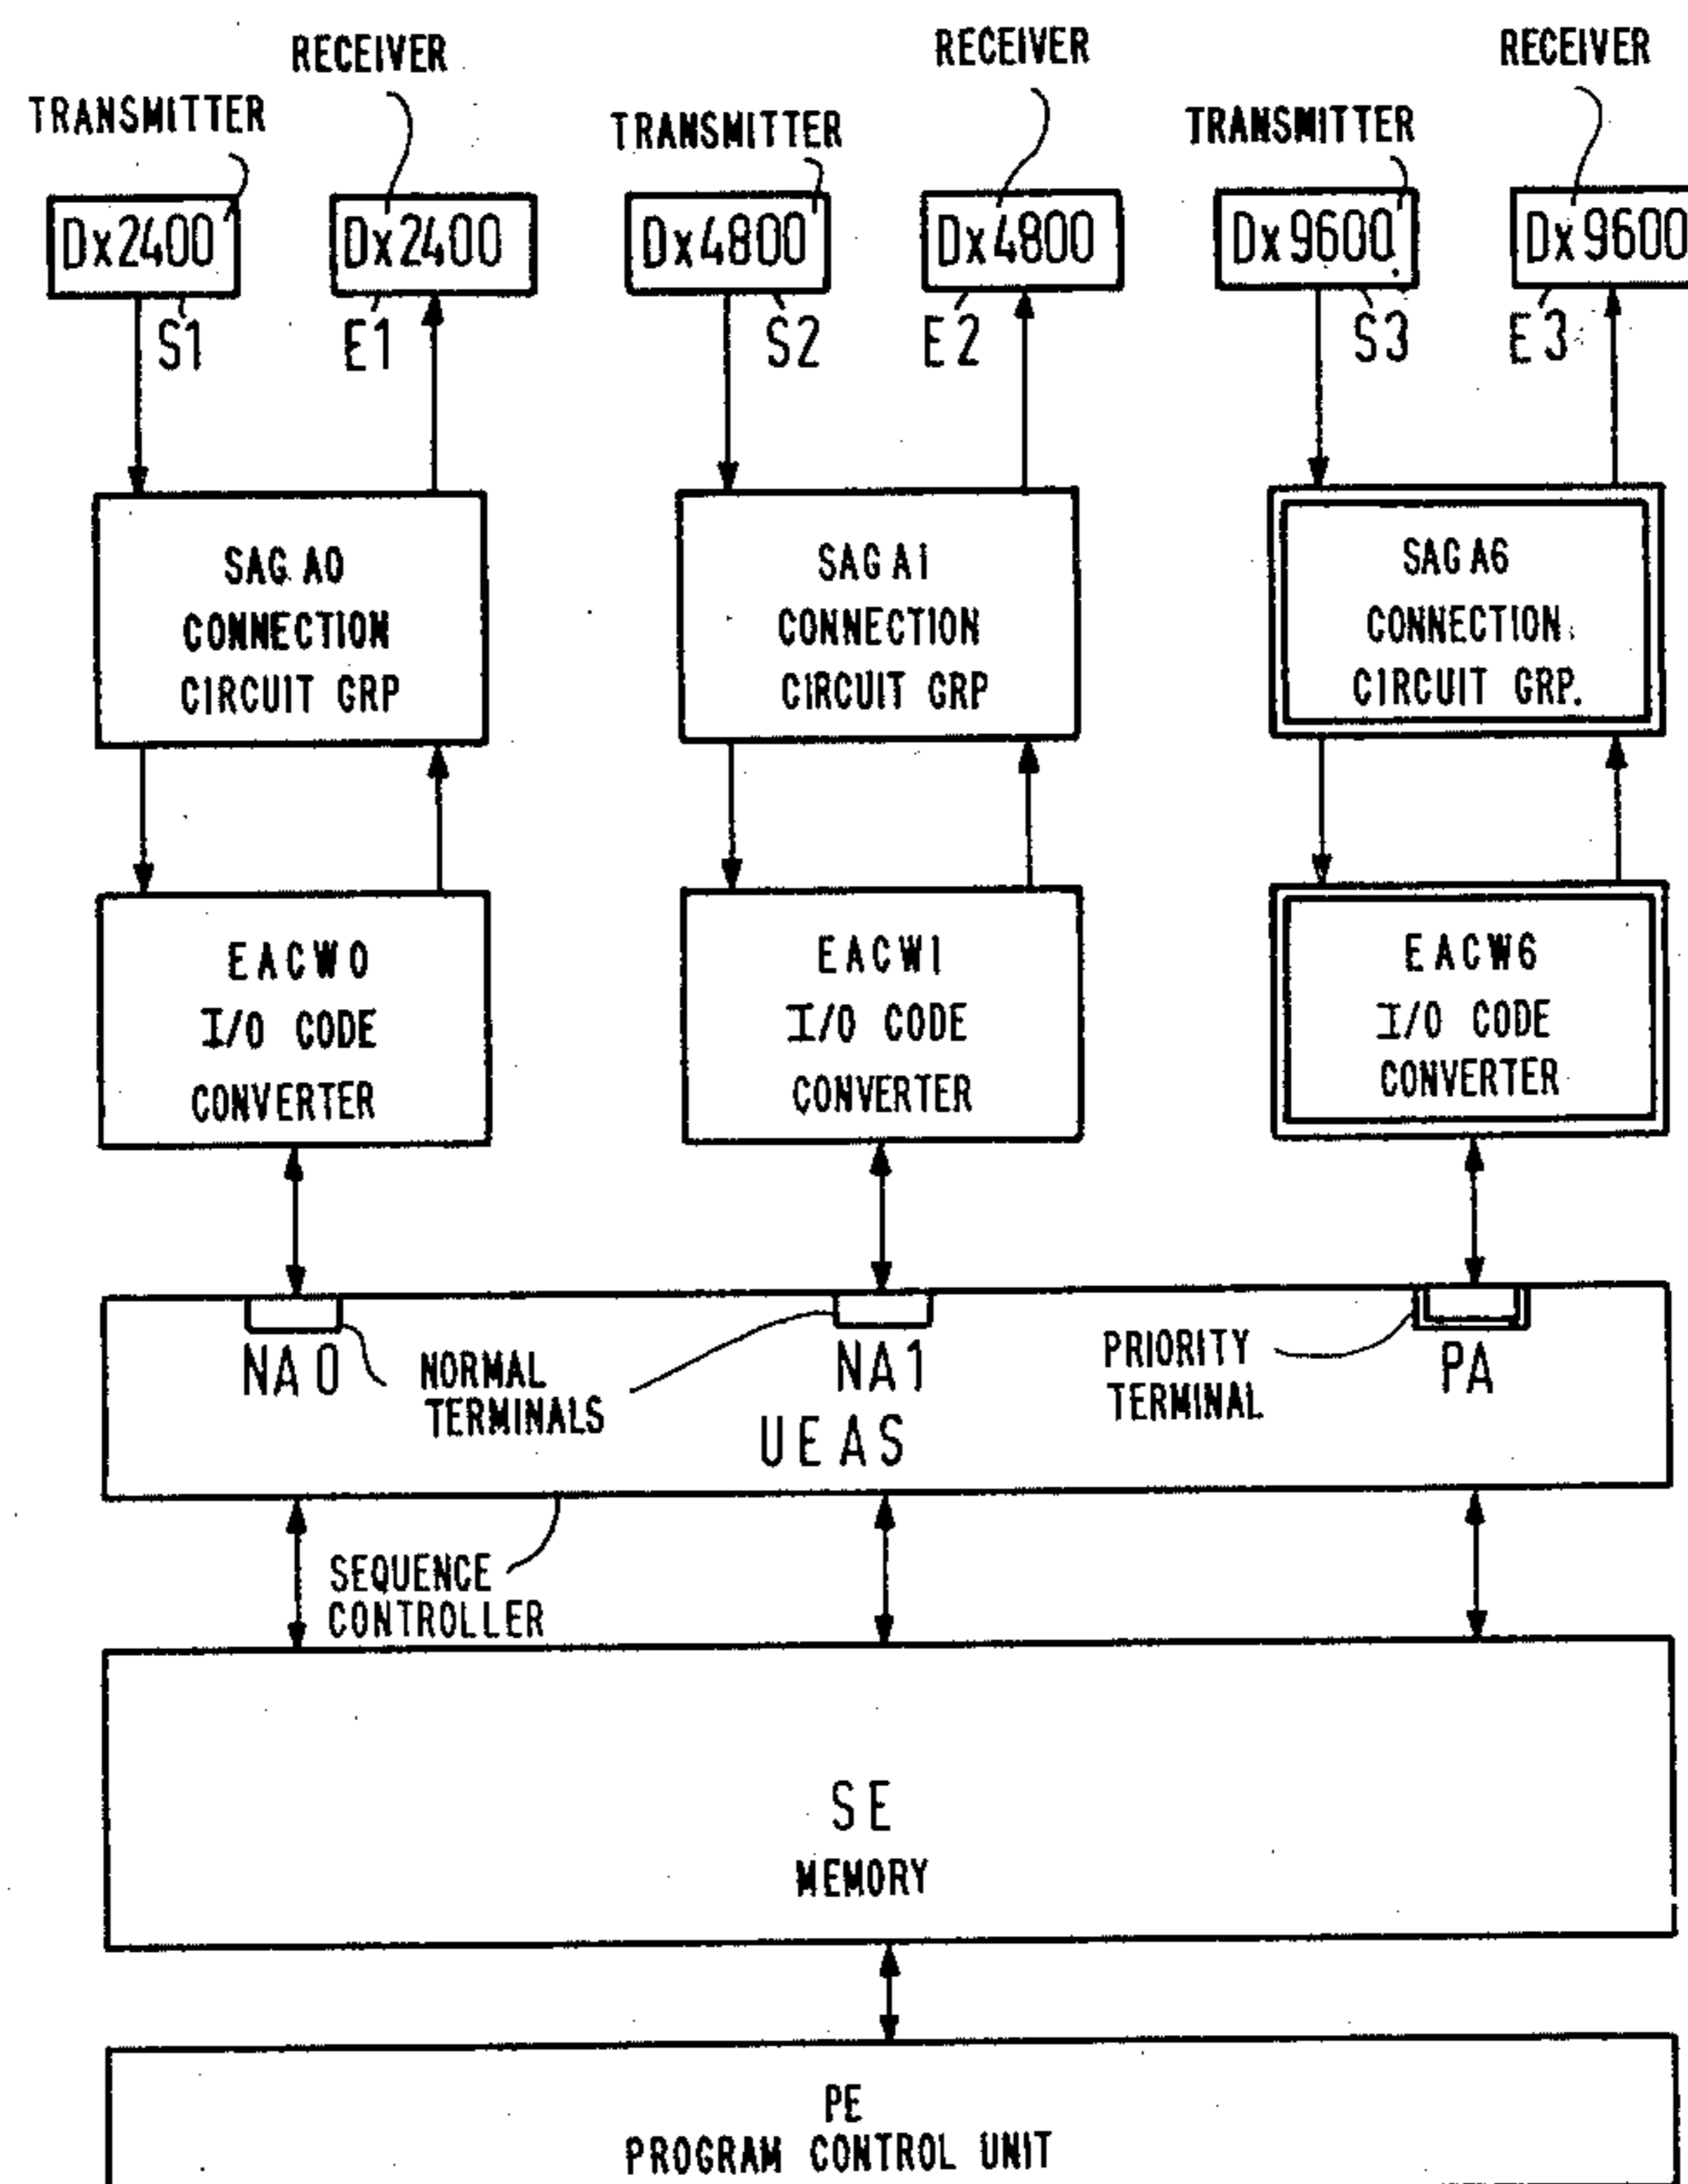 RECEIVER
RECEIVER
RECEIVER
TRANSMITTER
TRANSMITTER
TRANSMITTER
Dx2400
Dx2400
Dx4800
Dx4800
Dx9600
Dx9600
S1
E1
S2
E2
S3
E3
SAG A0
CONNECTION
CIRCUIT GRP
SAG A1
CONNECTION
CIRCUIT GRP
SAG A6
CONNECTION
CIRCUIT GRP.
EACW0
I/O CODE
CONVERTER
EACW1
I/O CODE
CONVERTER
EACW6
I/O CODE
CONVERTER
NA0
NORMAL
TERMINALS
NA1
PRIORITY
TERMINAL
PA
UEAS
SEQUENCE
CONTROLLER
SE
MEMORY
PE
PROGRAM CONTROL UNIT